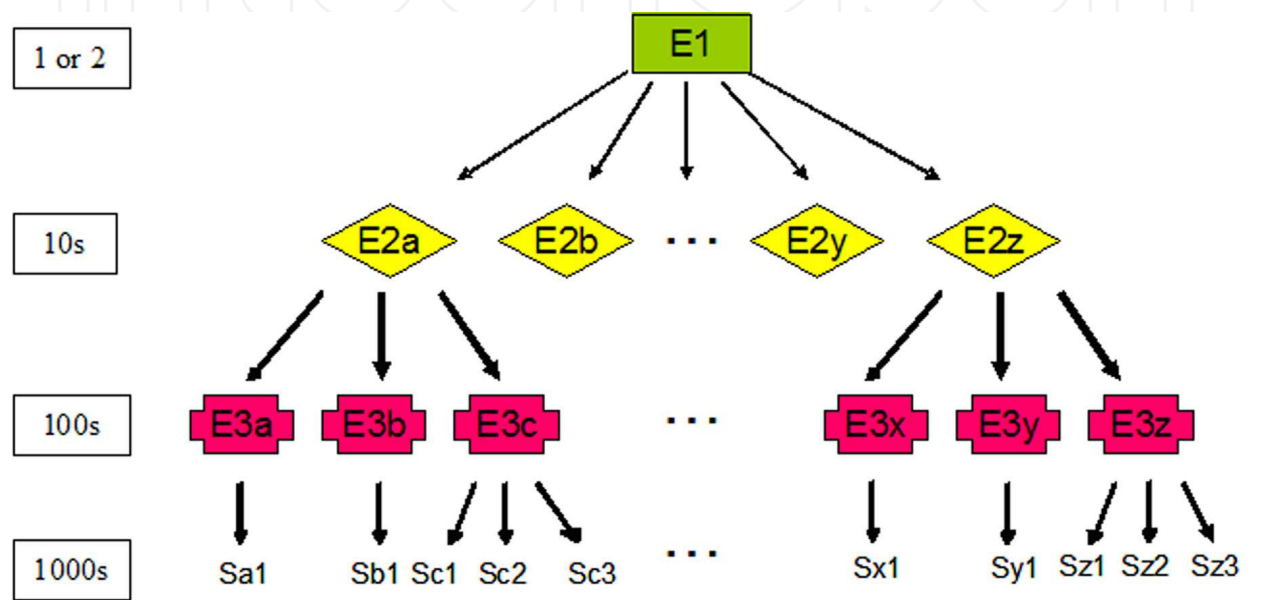 1 or 2 E1
10s E2a E2b ... E2y E2z
100s E3a E3b E3c ... E3x E3y E3z
1000s Sa1 Sb1 Sc1 Sc2 Sc3 ... Sx1 Sy1 Sz1 Sz2 Sz3